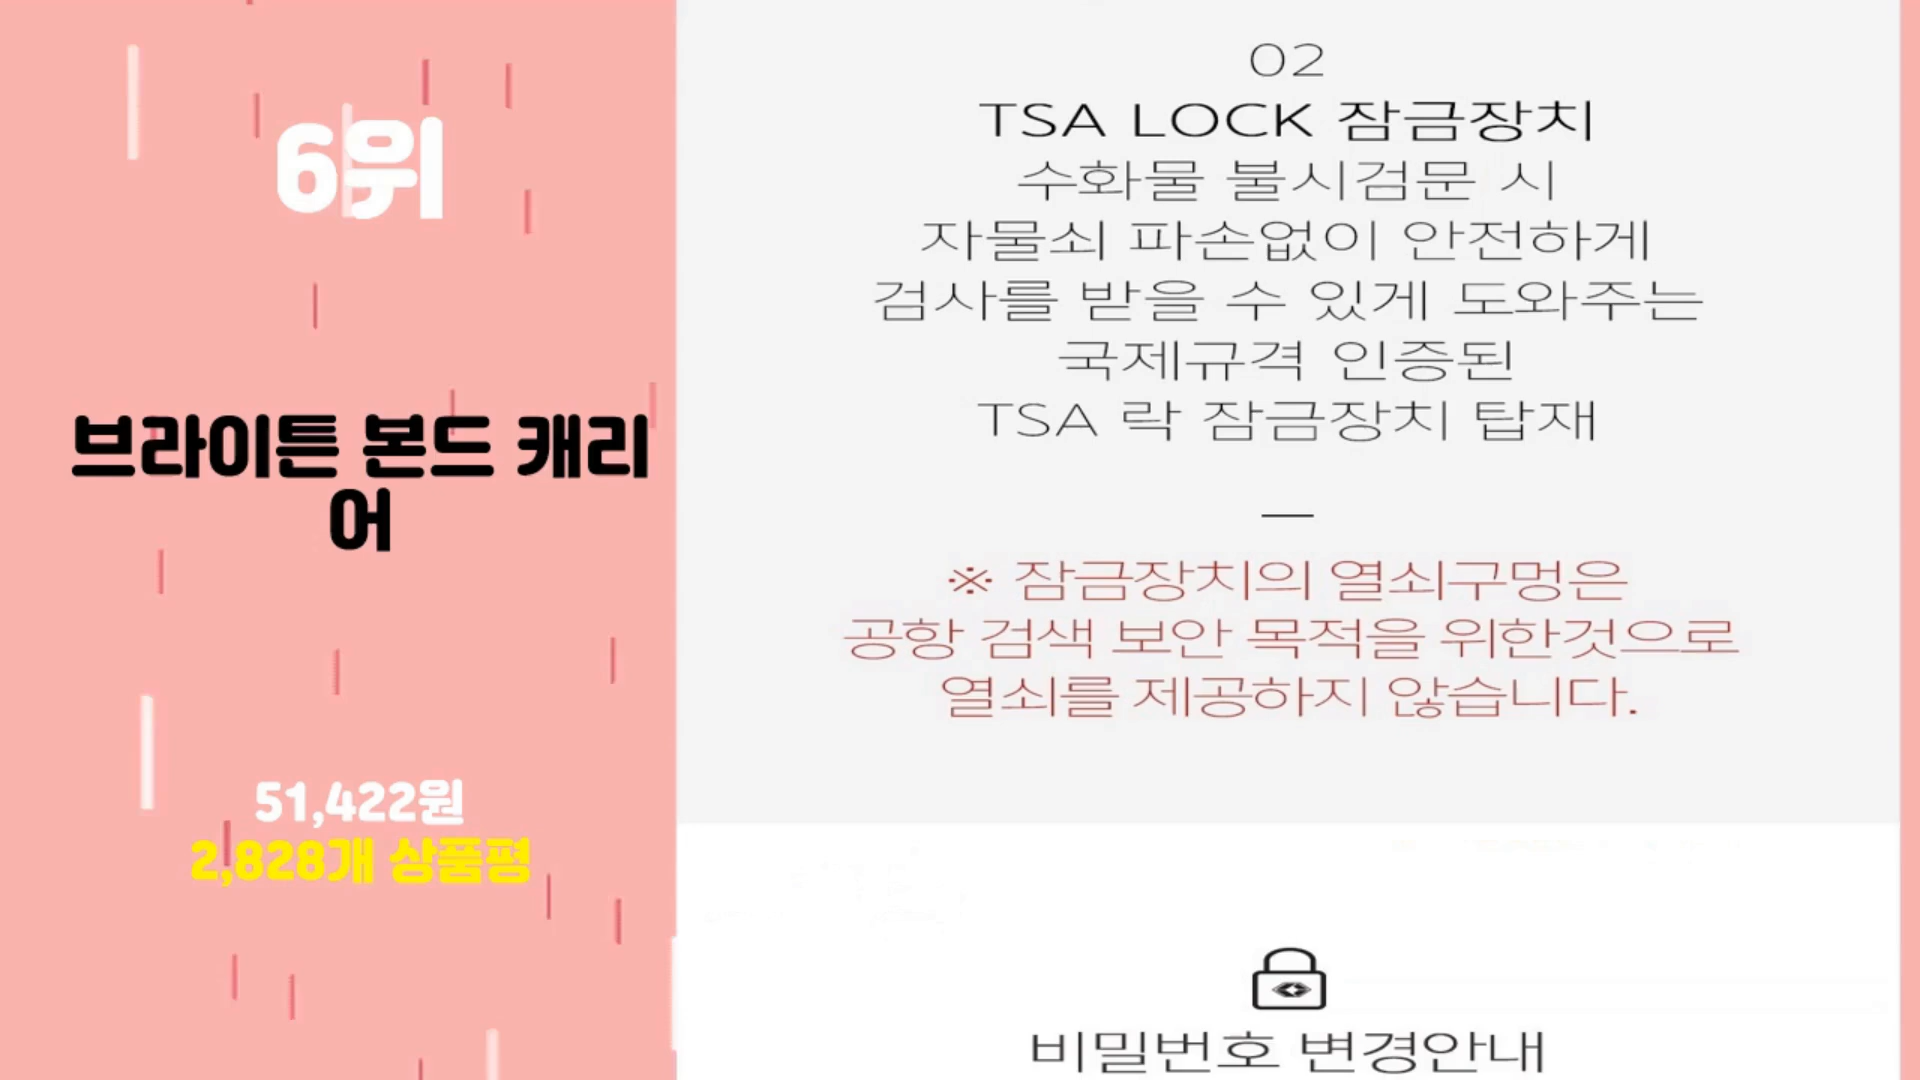 6위
브라이튼 본드 캐리
어
51,422원
2,828개 상품평
02
TSA LOCK 잠금장치
수화물 불시검문 시
자물쇠 파손없이 안전하게
검사를 받을 수 있게 도와주는
국제규격 인증된
TSA 락 잠금장치 탑재
—
※ 잠금장치의 열쇠구멍은
공항 검색 보안 목적을 위한것으로
열쇠를 제공하지 않습니다.
비밀번호 변경안내